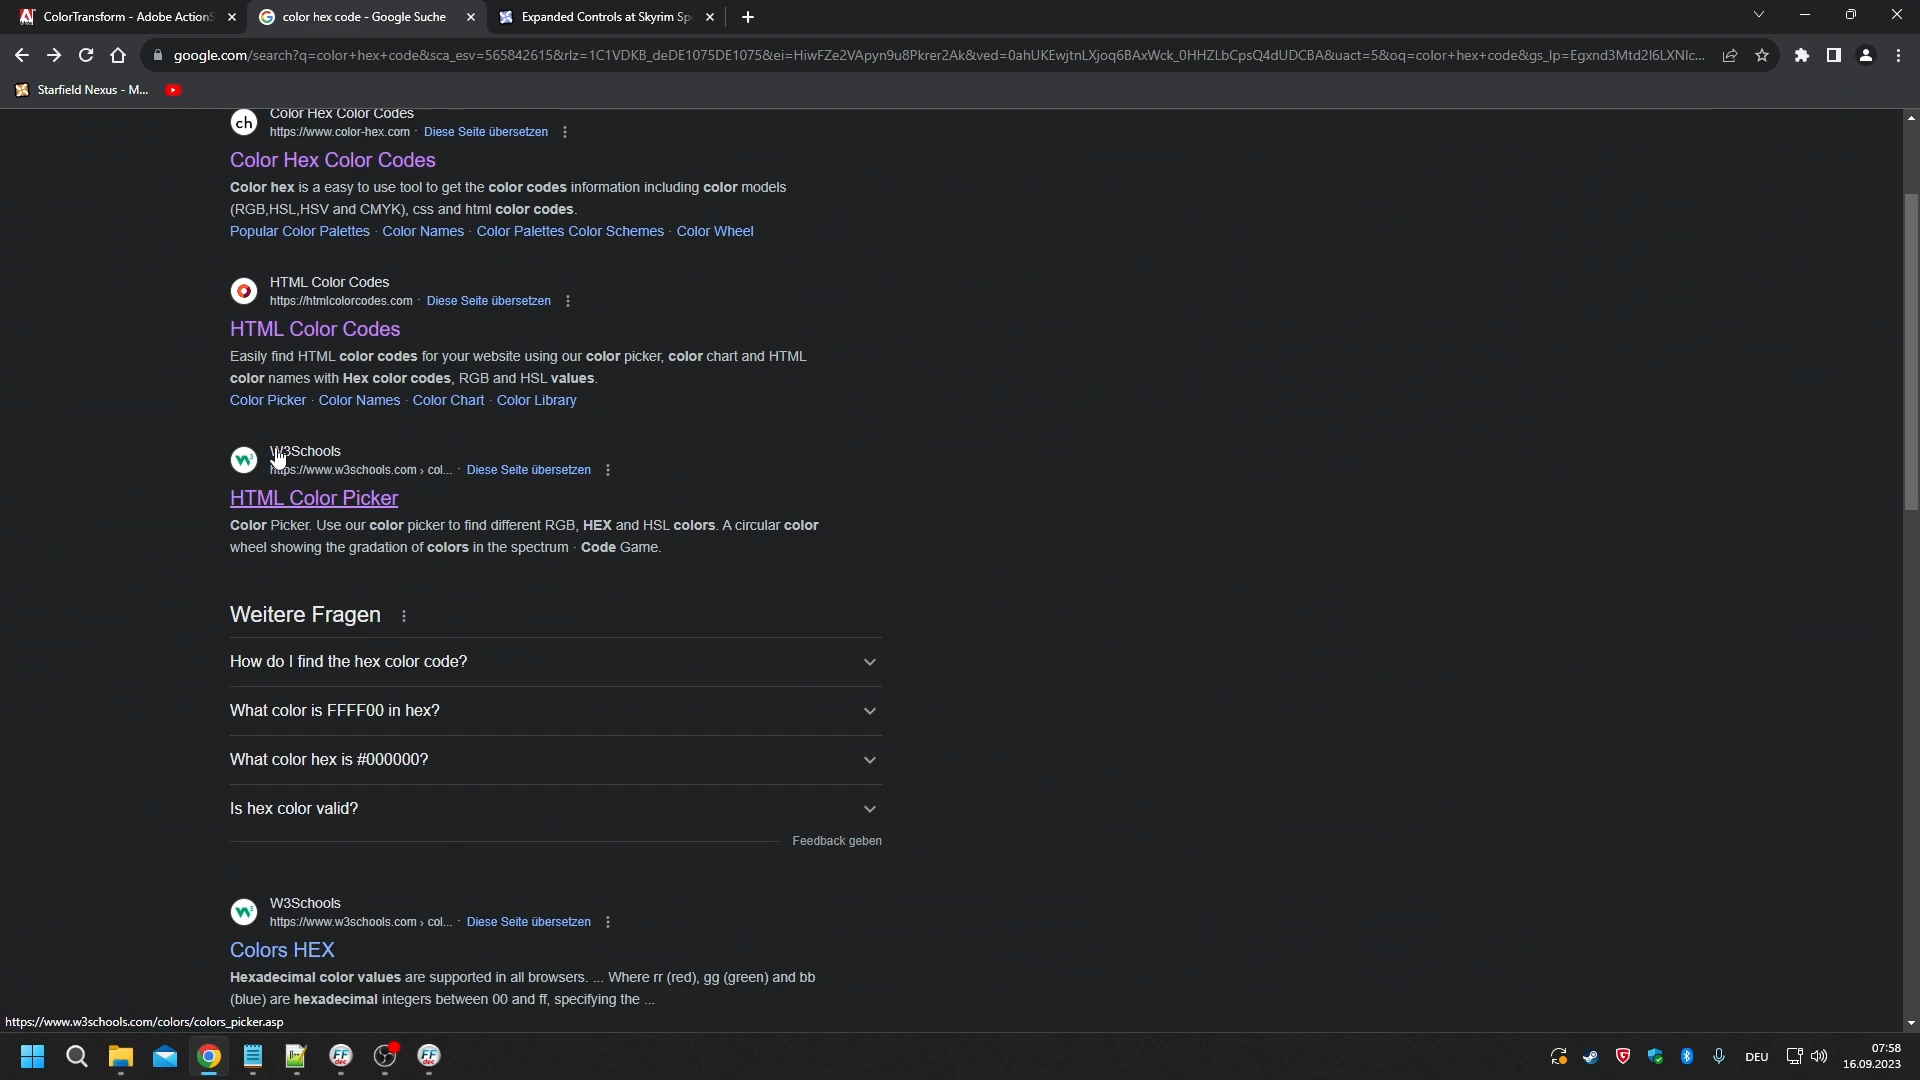 ColorTransform - Adobe ActionS
color hex code - Google Suche
Expanded Controls at Skyrim Sp
google.com/search?q=color+hex+code&sca_esv=565842615&rlz=1C1VDKB_deDE1075DE1075&ei=HiwFZe2VApyn9u8Pkrer2Ak&ved=0ahUKEwjtnLXjoq6BAxWck_0HHZLbCpsQ4dUDCBA&uact=5&oq=color+hex+code&gs_lp=Egxnd3Mtd2l6LXNlc...
Starfield Nexus - M...
ch
Color Hex Color Codes
https://www.color-hex.com · Diese Seite übersetzen
Color Hex Color Codes
Color hex is a easy to use tool to get the color codes information including color models
(RGB,HSL,HSV and CMYK), css and html color codes.
Popular Color Palettes · Color Names · Color Palettes Color Schemes · Color Wheel
HTML Color Codes
https://htmlcolorcodes.com · Diese Seite übersetzen
HTML Color Codes
Easily find HTML color codes for your website using our color picker, color chart and HTML
color names with Hex color codes, RGB and HSL values.
Color Picker · Color Names · Color Chart · Color Library
W3Schools
https://www.w3schools.com › col... · Diese Seite übersetzen
HTML Color Picker
Color Picker. Use our color picker to find different RGB, HEX and HSL colors. A circular color
wheel showing the gradation of colors in the spectrum · Code Game.
Weitere Fragen
How do I find the hex color code?
What color is FFFF00 in hex?
What color hex is #000000?
Is hex color valid?
Feedback geben
W3Schools
https://www.w3schools.com › col... · Diese Seite übersetzen
Colors HEX
Hexadecimal color values are supported in all browsers. ... Where rr (red), gg (green) and bb
(blue) are hexadecimal integers between 00 and ff, specifying the ...
https://www.w3schools.com/colors/colors_picker.asp
FF dec
FF dec
DEU
07:58
16.09.2023